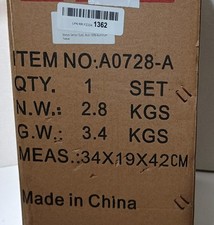 1362
ITEM NO:A0728-A
QTY. 1 SET
N.W.: 2.8 KGS
G.W.: 3.4 KGS
MEAS.:34X19X42CM
Made in China